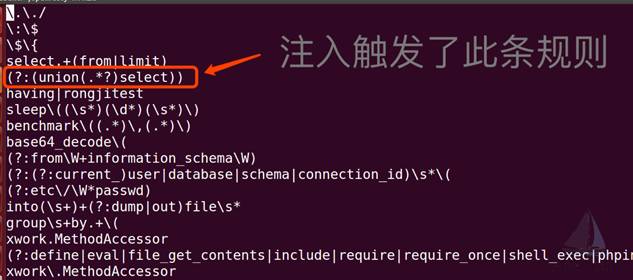 \.\./
\:\$
\$\{
select.+(from|limit)
(?:(union(.*?)select))
注入触发了此条规则
having|rongjitest
sleep\((\s*)(\d*)(\s*)\)
benchmark\((.*)\,(.*)\)
base64_decode\(
(?:from\W+information_schema\W)
(?:(?:current_)user|database|schema|connection_id)\s*\(
(?:etc\/\W*passwd)
into(\s+)+(?:dump|out)file\s*
group\s+by.+\(
xwork.MethodAccessor
(?:define|eval|file_get_contents|include|require|require_once|shell_exec|phpin
xwork\.MethodAccessor